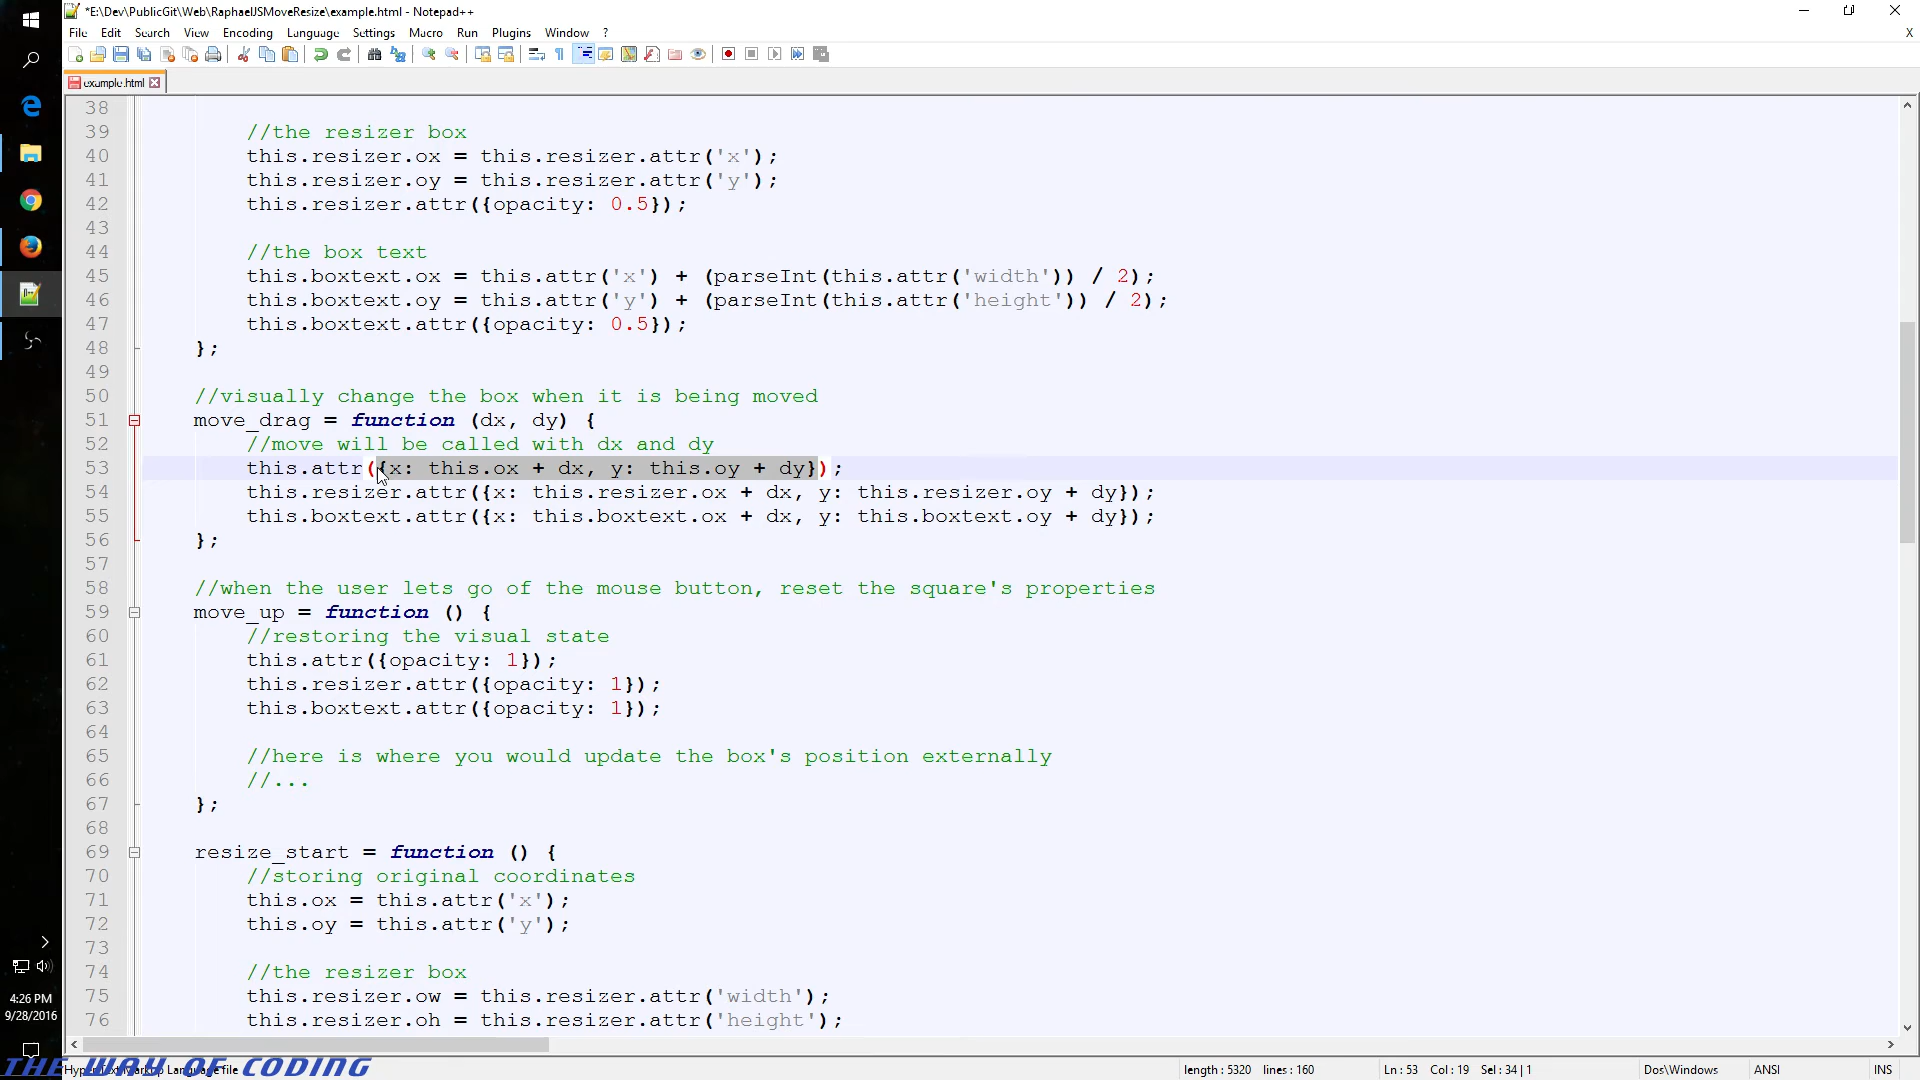 *E:\Dev\PublicGit\Web\RaphaelJSMoveResize\example.html - Notepad++
File Edit Search View Encoding Language Settings Macro Run Plugins Window ? X
example.html
38
39 //the resizer box
40 this.resizer.ox = this.resizer.attr('x');
41 this.resizer.oy = this.resizer.attr('y');
42 this.resizer.attr({opacity: 0.5});
43
44 //the box text
45 this.boxtext.ox = this.attr('x') + (parseInt(this.attr('width')) / 2);
46 this.boxtext.oy = this.attr('y') + (parseInt(this.attr('height')) / 2);
47 this.boxtext.attr({opacity: 0.5});
48 };
49
50 //visually change the box when it is being moved
51 move_drag = function (dx, dy) {
52 //move will be called with dx and dy
53 this.attr({x: this.ox + dx, y: this.oy + dy});
54 this.resizer.attr({x: this.resizer.ox + dx, y: this.resizer.oy + dy});
55 this.boxtext.attr({x: this.boxtext.ox + dx, y: this.boxtext.oy + dy});
56 };
57
58 //when the user lets go of the mouse button, reset the square's properties
59 move_up = function () {
60 //restoring the visual state
61 this.attr({opacity: 1});
62 this.resizer.attr({opacity: 1});
63 this.boxtext.attr({opacity: 1});
64
65 //here is where you would update the box's position externally
66 //...
67 };
68
69 resize_start = function () {
70 //storing original coordinates
71 this.ox = this.attr('x');
72 this.oy = this.attr('y');
73
74 //the resizer box
75 this.resizer.ow = this.resizer.attr('width');
76 this.resizer.oh = this.resizer.attr('height');
4:26 PM
9/28/2016
THE WAY OF CODING
Hyper Text Markup Language file length : 5320 lines : 160 Ln : 53 Col : 19 Sel : 34 | 1 Dos\Windows ANSI INS